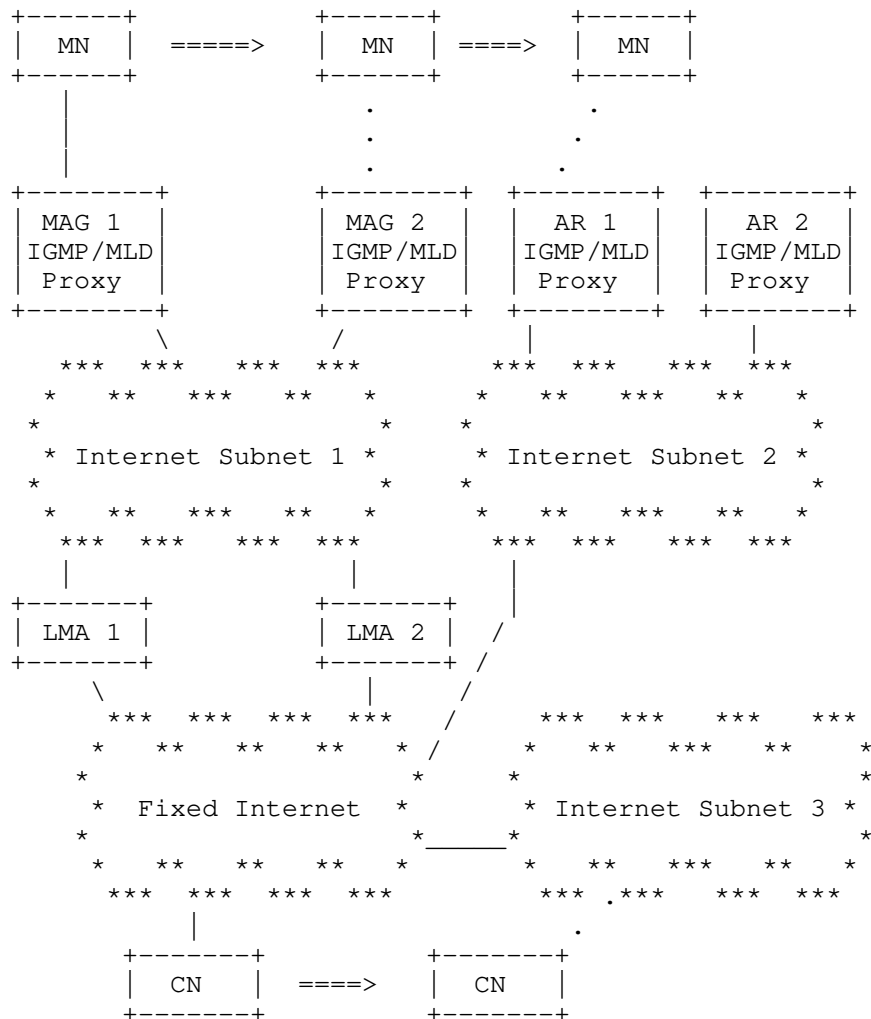 MN =====> MN ====> MN
MAG 1 MAG 2 AR 1 AR 2
IGMP/MLD IGMP/MLD IGMP/MLD IGMP/MLD
Proxy Proxy Proxy Proxy
Internet Subnet 1 Internet Subnet 2
LMA 1 LMA 2
Fixed Internet Internet Subnet 3
CN ====> CN